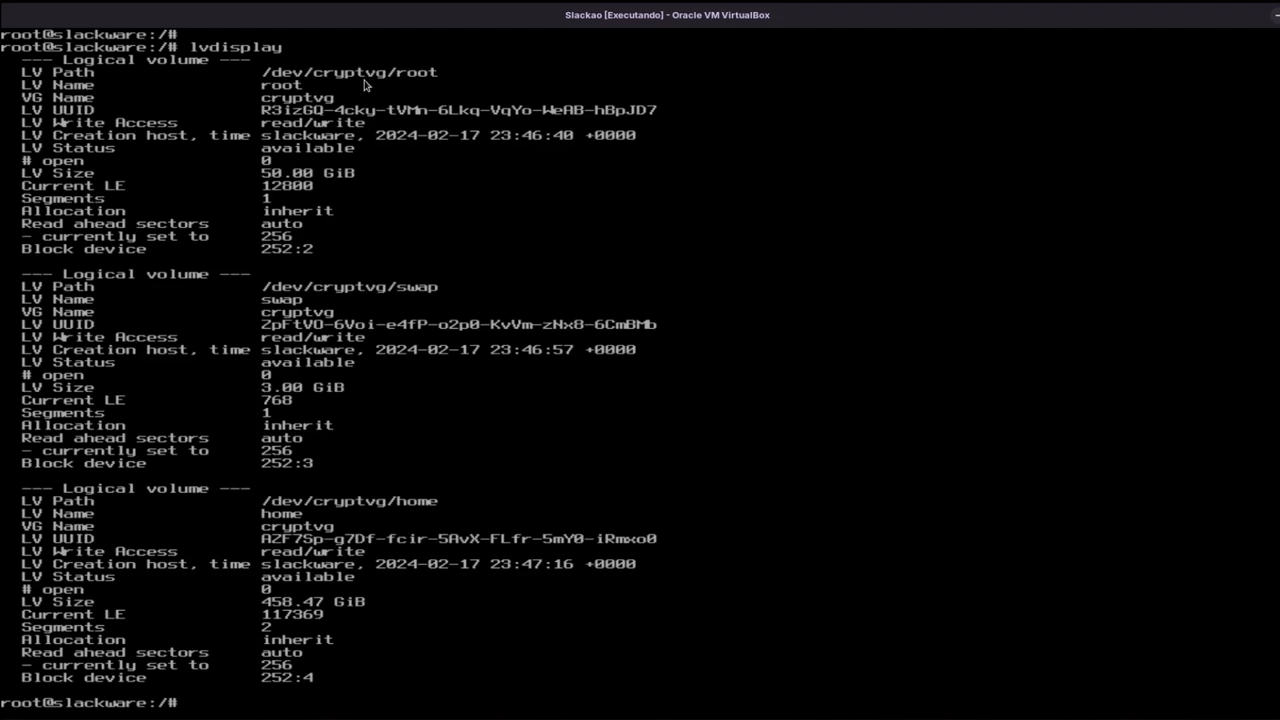 Slackao [Executando] - Oracle VM VirtualBox
root@slackware:/#
root@slackware:/# lvdisplay
--- Logical volume ---
LV Path                /dev/cryptvg/root
LV Name                root
VG Name                cryptvg
LV UUID                R3izGQ-4cky-tVMn-6Lkq-VqYo-WeAB-hBpJD7
LV Write Access        read/write
LV Creation host, time slackware, 2024-02-17 23:46:40 +0000
LV Status              available
# open                 0
LV Size                50.00 GiB
Current LE             12800
Segments               1
Allocation             inherit
Read ahead sectors     auto
- currently set to     256
Block device           252:2
--- Logical volume ---
LV Path                /dev/cryptvg/swap
LV Name                swap
VG Name                cryptvg
LV UUID                ZpFtVO-6Voi-e4fP-o2p0-KvVm-zNx8-6CmBMb
LV Write Access        read/write
LV Creation host, time slackware, 2024-02-17 23:46:57 +0000
LV Status              available
# open                 0
LV Size                3.00 GiB
Current LE             768
Segments               1
Allocation             inherit
Read ahead sectors     auto
- currently set to     256
Block device           252:3
--- Logical volume ---
LV Path                /dev/cryptvg/home
LV Name                home
VG Name                cryptvg
LV UUID                AZF7Sp-g7Df-fcir-5AvX-FLfr-5mY0-iRmxo0
LV Write Access        read/write
LV Creation host, time slackware, 2024-02-17 23:47:16 +0000
LV Status              available
# open                 0
LV Size                458.47 GiB
Current LE             117369
Segments               2
Allocation             inherit
Read ahead sectors     auto
- currently set to     256
Block device           252:4
root@slackware:/#